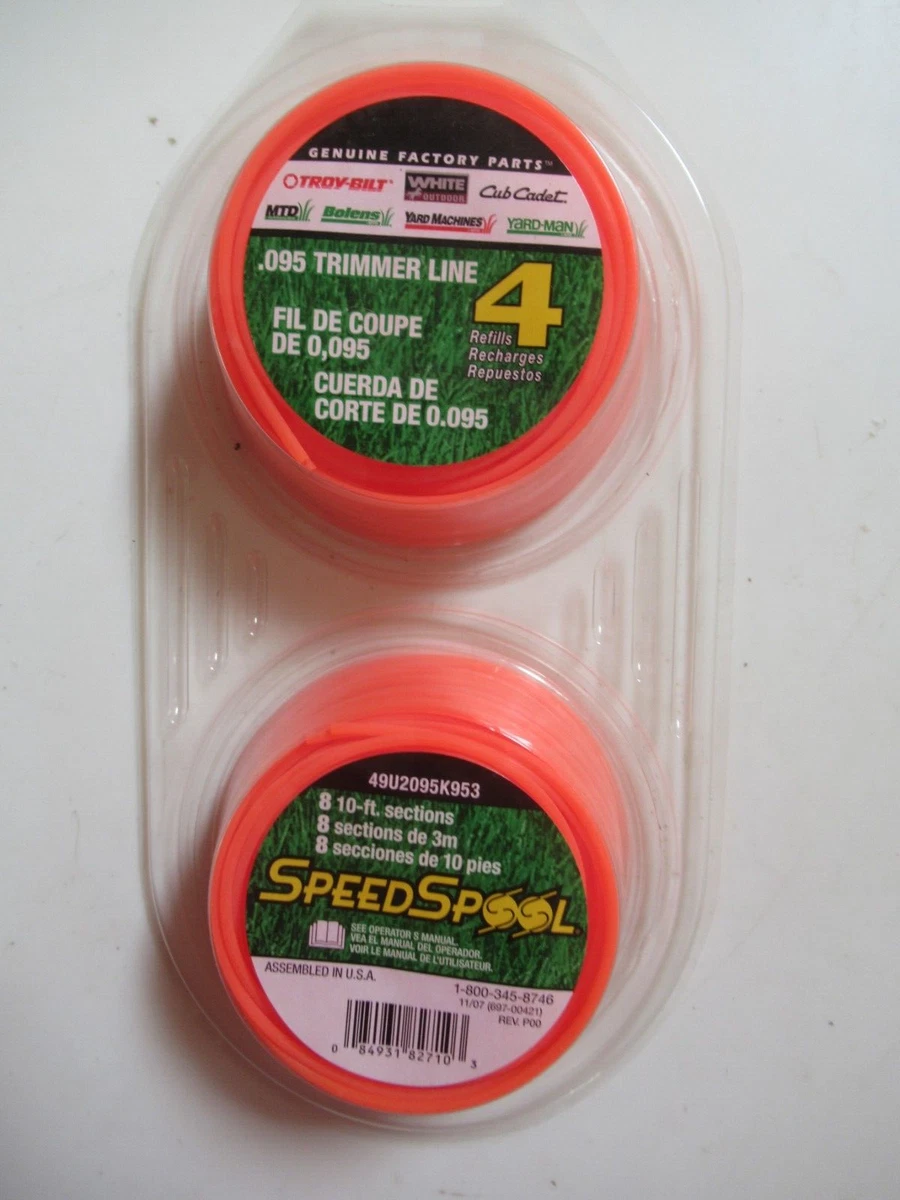 GENUINE FACTORY PARTS™
TROY-BILT WHITE OUTDOOR Cub Cadet.
MTD Bolens YARD MACHINES YARD-MAN
.095 TRIMMER LINE
4
Refills
Recharges
Repuestos
FIL DE COUPE
DE 0,095
CUERDA DE
CORTE DE 0.095
49U2095K953
8 10-ft. sections
8 sections de 3m
8 secciones de 10 pies
SPEEDSPOOL
SEE OPERATOR S MANUAL.
VEA EL MANUAL DEL OPERADOR.
VOIR LE MANUAL DE L'UTILISATEUR.
ASSEMBLED IN U.S.A.
1-800-345-8746
11/07 (697-00421)
REV. P00
0 84931 82710 3